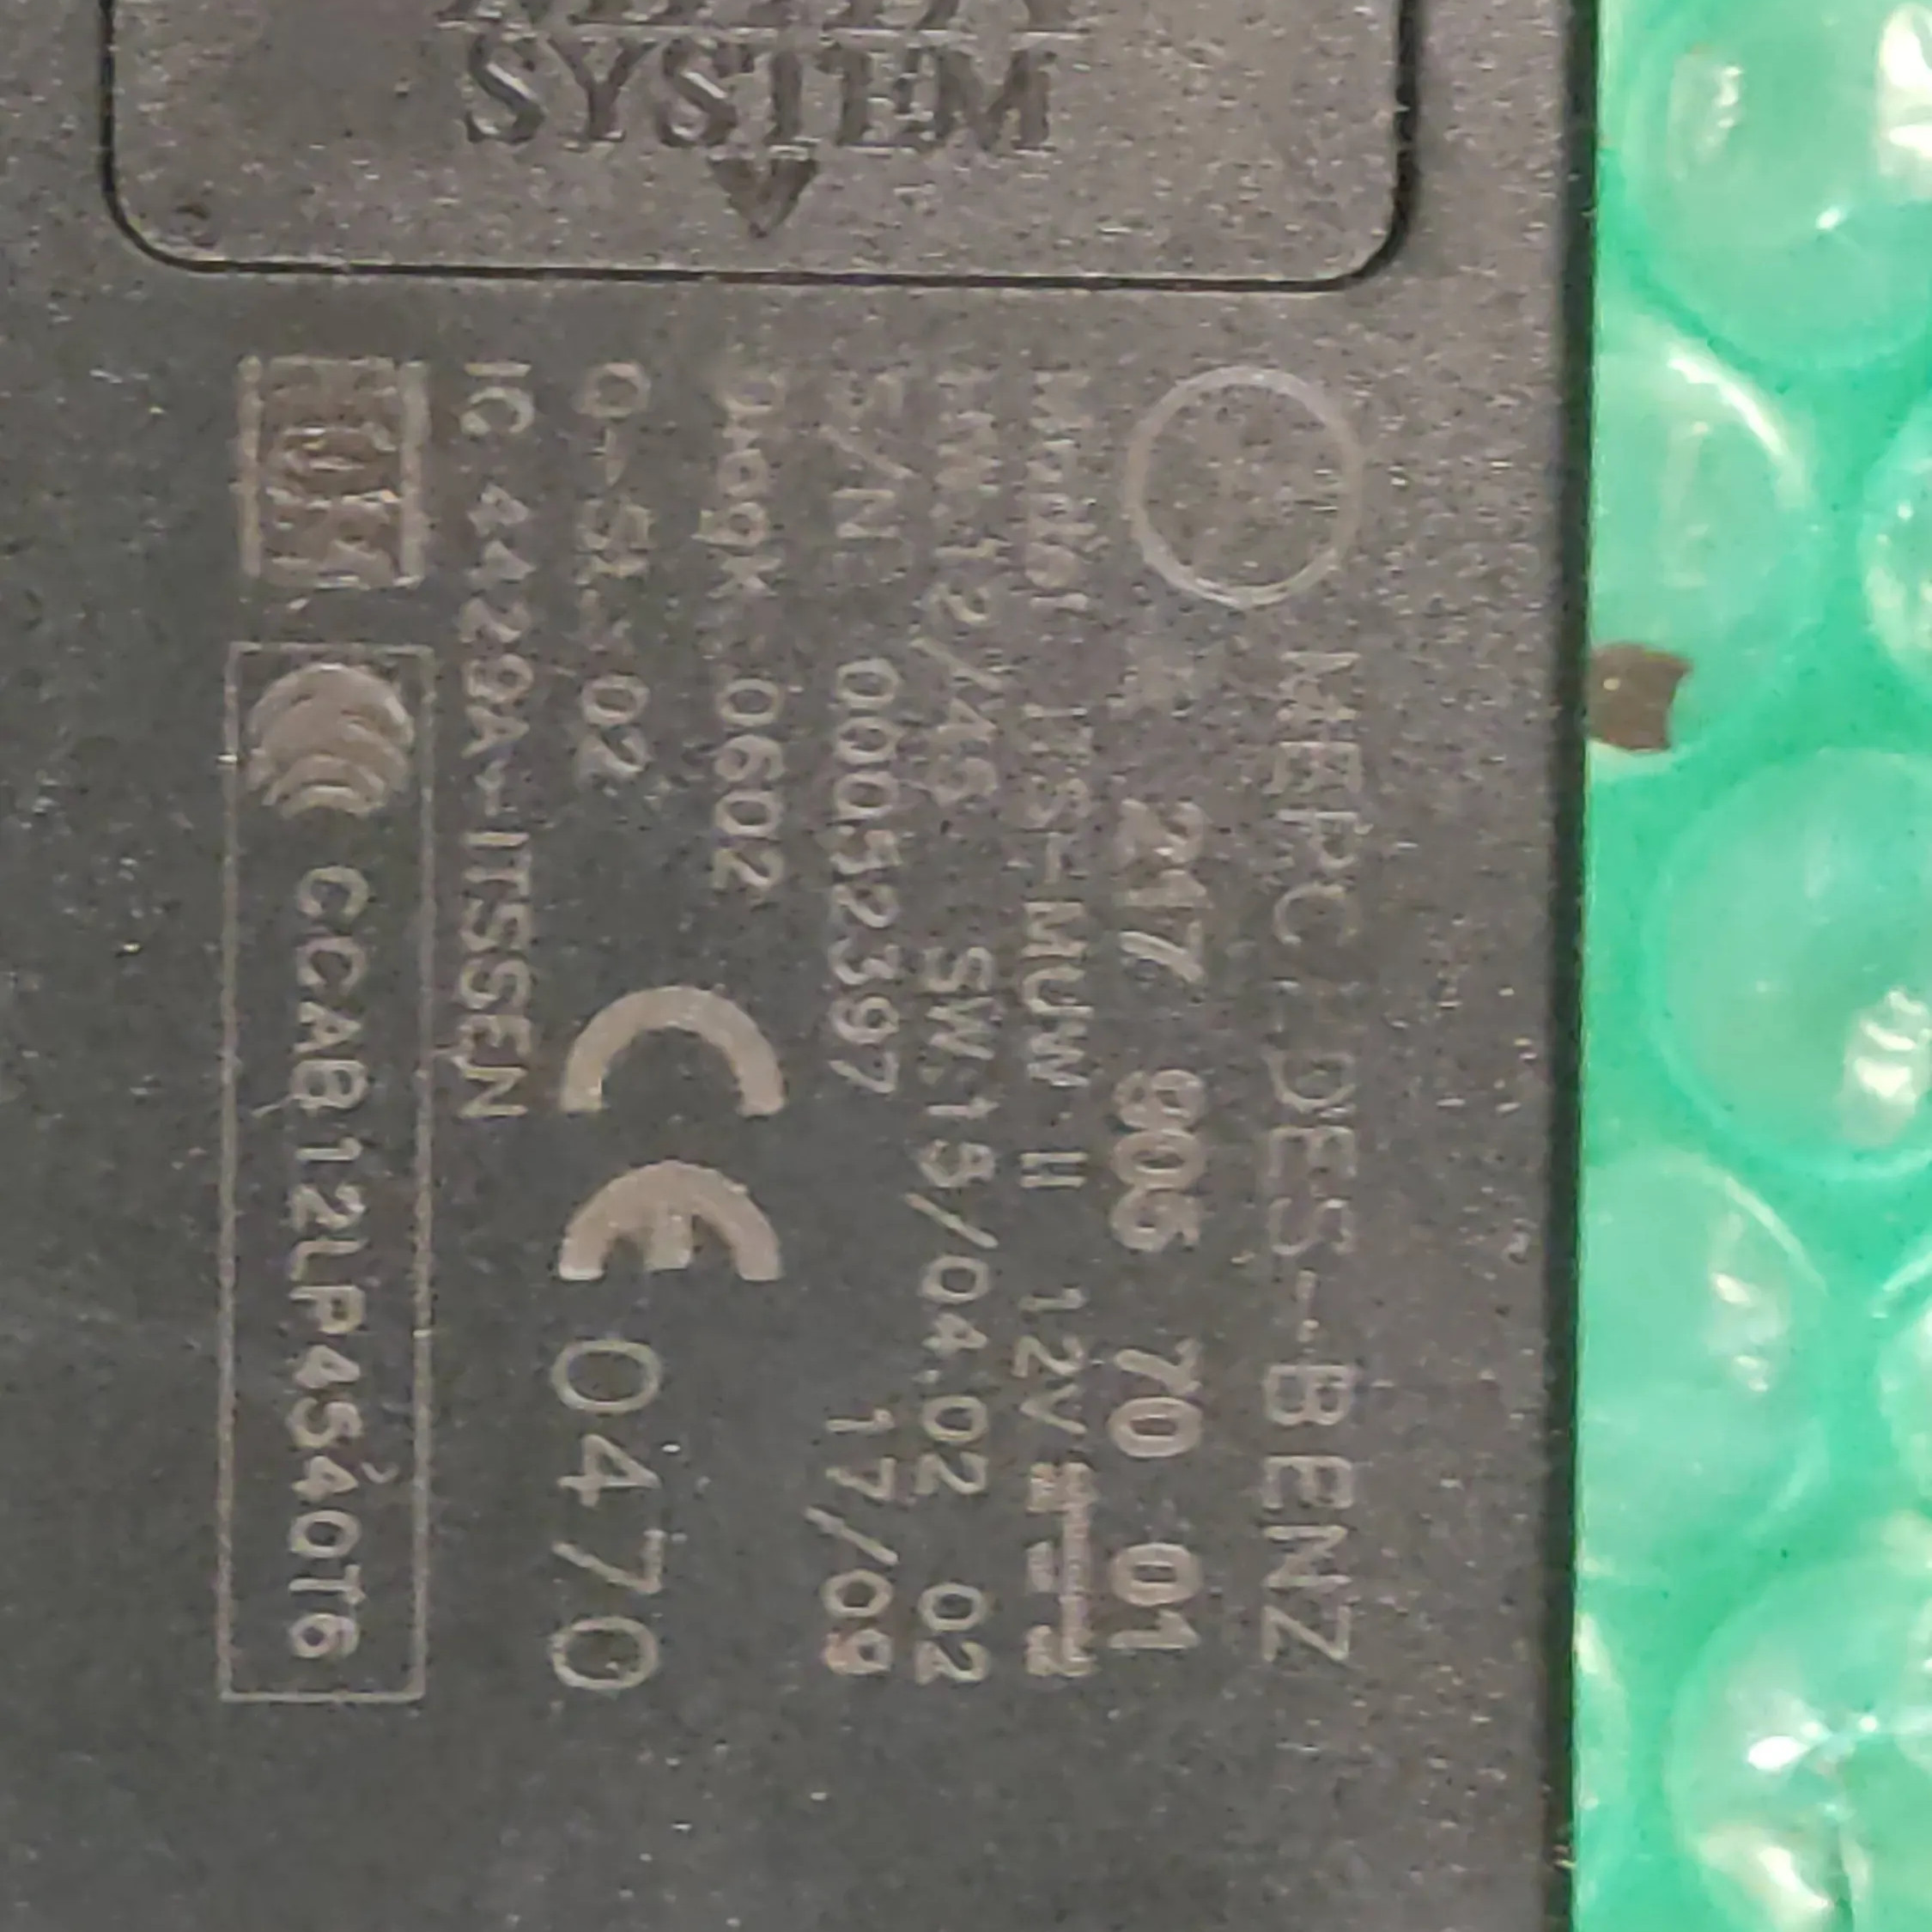 SYSTEM
MERCEDES-BENZ
A 217 905 70 01
Model ITS-MUW II 12V
HW.12/45 SW.15/04.02 02
S/N 00052397 17/09
0602
02
0470
IC 4429A-ITSSEN
CCAB12LP4540T6